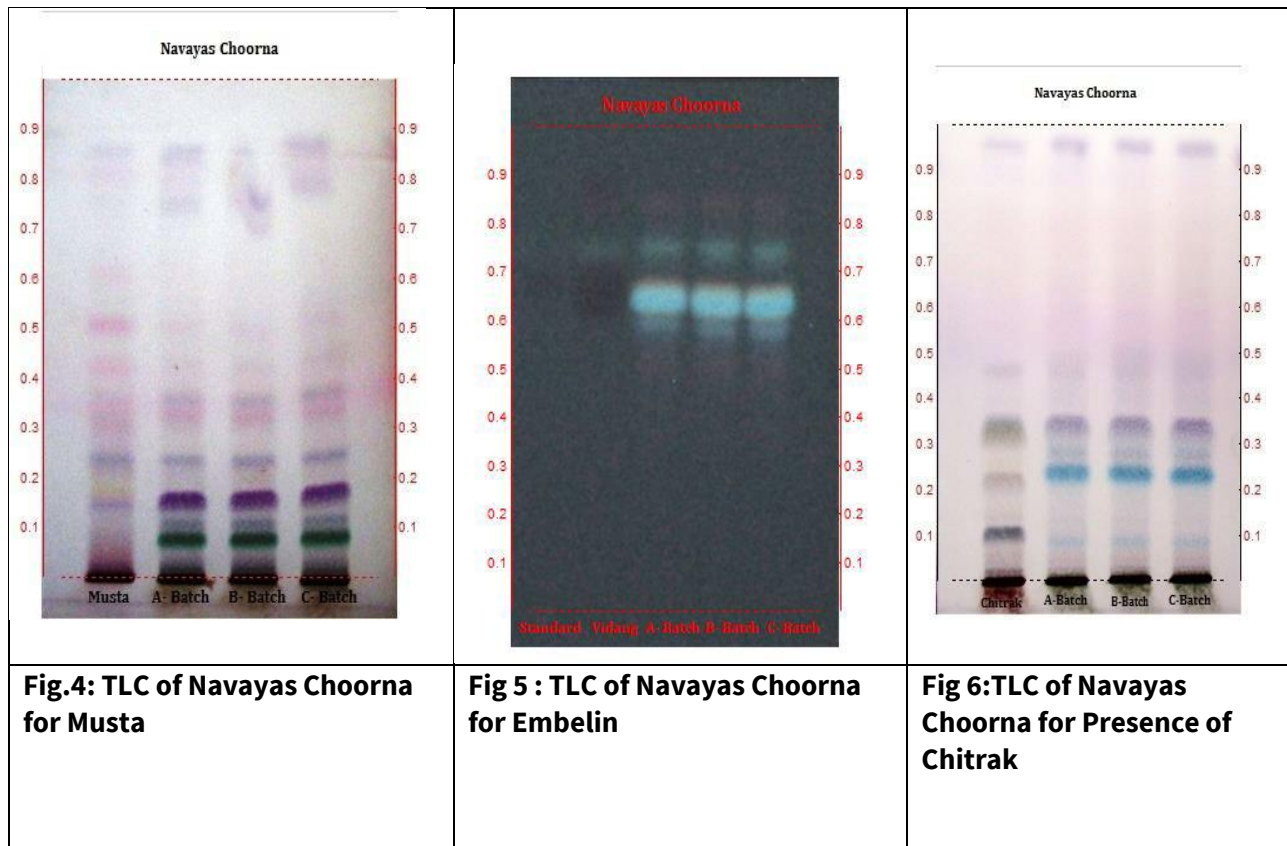 Navayas Choorna
0.9 0.9
0.8 0.8
0.7 0.7
0.6 0.6
0.5 0.5
0.4 0.4
0.3 0.3
0.2 0.2
0.1 0.1
Musta A- Batch B- Batch C- Batch
Fig.4: TLC of Navayas Choorna
for Musta
Navayas Choorna
0.9 0.9
0.8 0.8
0.7 0.7
0.6 0.6
0.5 0.5
0.4 0.4
0.3 0.3
0.2 0.2
0.1 0.1
Standard Vidang A- Batch B- Batch C- Batch
Fig 5 : TLC of Navayas Choorna
for Embelin
Navayas Choorna
0.9 0.9
0.8 0.8
0.7 0.7
0.6 0.6
0.5 0.5
0.4 0.4
0.3 0.3
0.2 0.2
0.1 0.1
Chitrak A-Batch B-Batch C-Batch
Fig 6:TLC of Navayas
Choorna for Presence of
Chitrak